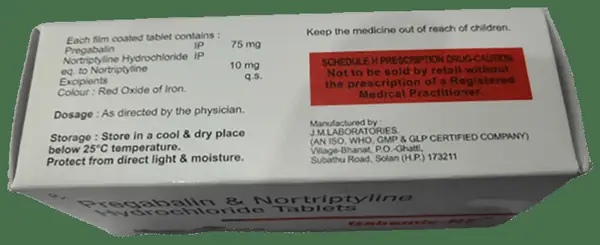 Each film coated tablet contains :
Pregabalin IP 75 mg
Nortriptyline Hydrochloride IP
eq. to Nortriptyline 10 mg
Excipients q.s.
Colour : Red Oxide of Iron.
Dosage : As directed by the physician.
Storage : Store in a cool & dry place
below 25°C temperature.
Protect from direct light & moisture.
Keep the medicine out of reach of children.
SCHEDULE H PRESCRIPTION DRUG-CAUTION
Not to be sold by retail without
the prescription of a Registered
Medical Practitioner.
Manufactured by :
J.M.LABORATORIES.
(AN ISO, WHO, GMP & GLP CERTIFIED COMPANY)
Village-Bhanat, P.O.-Ghatti,
Subathu Road, Solan (H.P.) 173211
Pregabalin & Nortriptyline
Hydrochloride Tablets